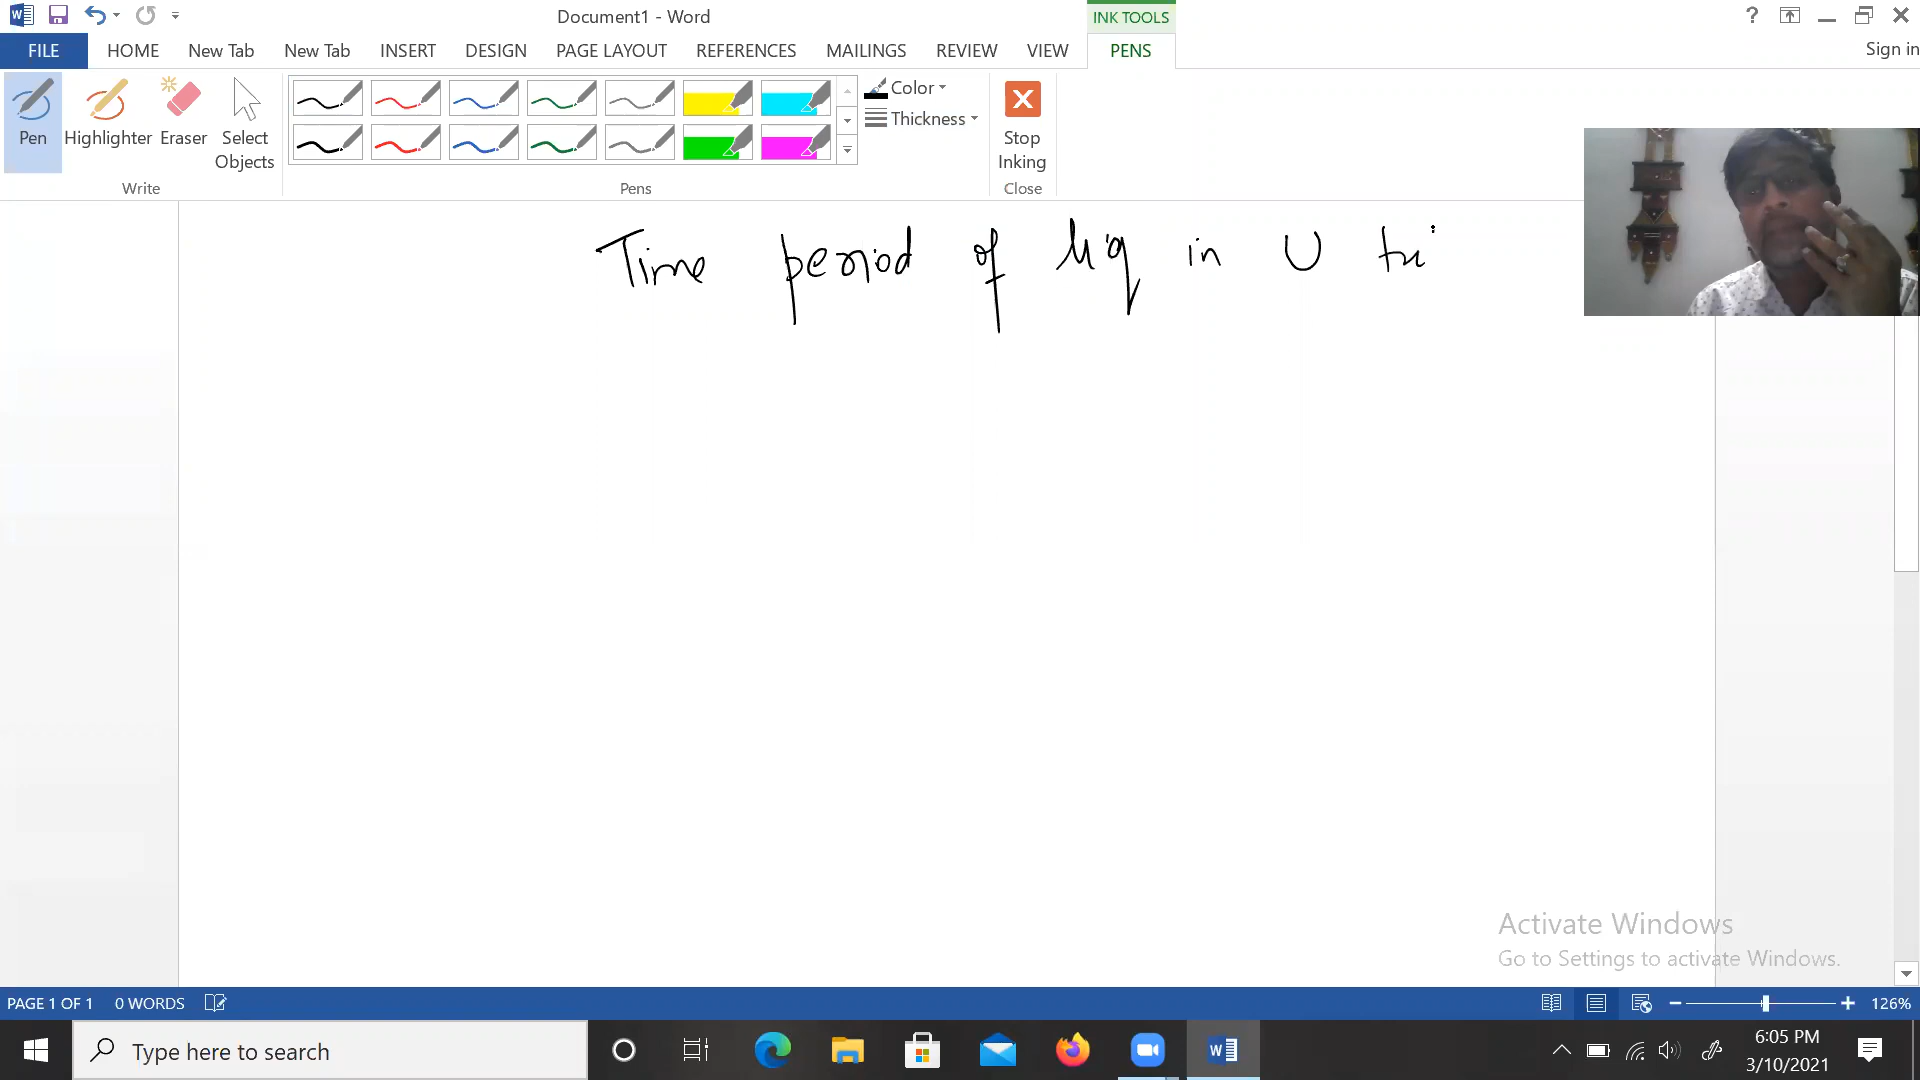 Document1 - Word
INK TOOLS
FILE HOME New Tab New Tab INSERT DESIGN PAGE LAYOUT REFERENCES MAILINGS REVIEW VIEW PENS
Sign in
Pen Highlighter Eraser Select Objects
Color
Thickness
Stop Inking
Write Pens Close
Time period of liq in U tu
Activate Windows
Go to Settings to activate Windows.
PAGE 1 OF 1 0 WORDS 126%
Type here to search
6:05 PM
3/10/2021